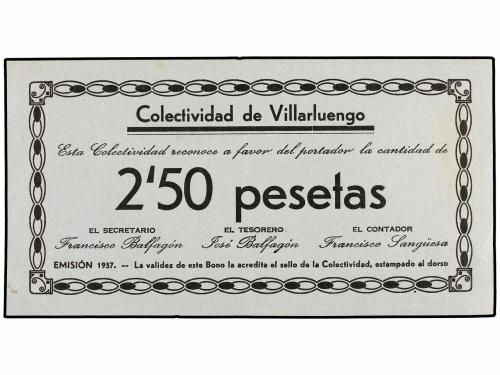 Colectividad de Villarluengo
Esta Colectividad reconoce a favor del portador la cantidad de
2'50 pesetas
EL SECRETARIO EL TESORERO EL CONTADOR
Francisco Balfagón José Balfagón Francisco Sangüesa
EMISIÓN 1937. -- La validez de este Bono la acredita el sello de la Colectividad, estampado al dorso